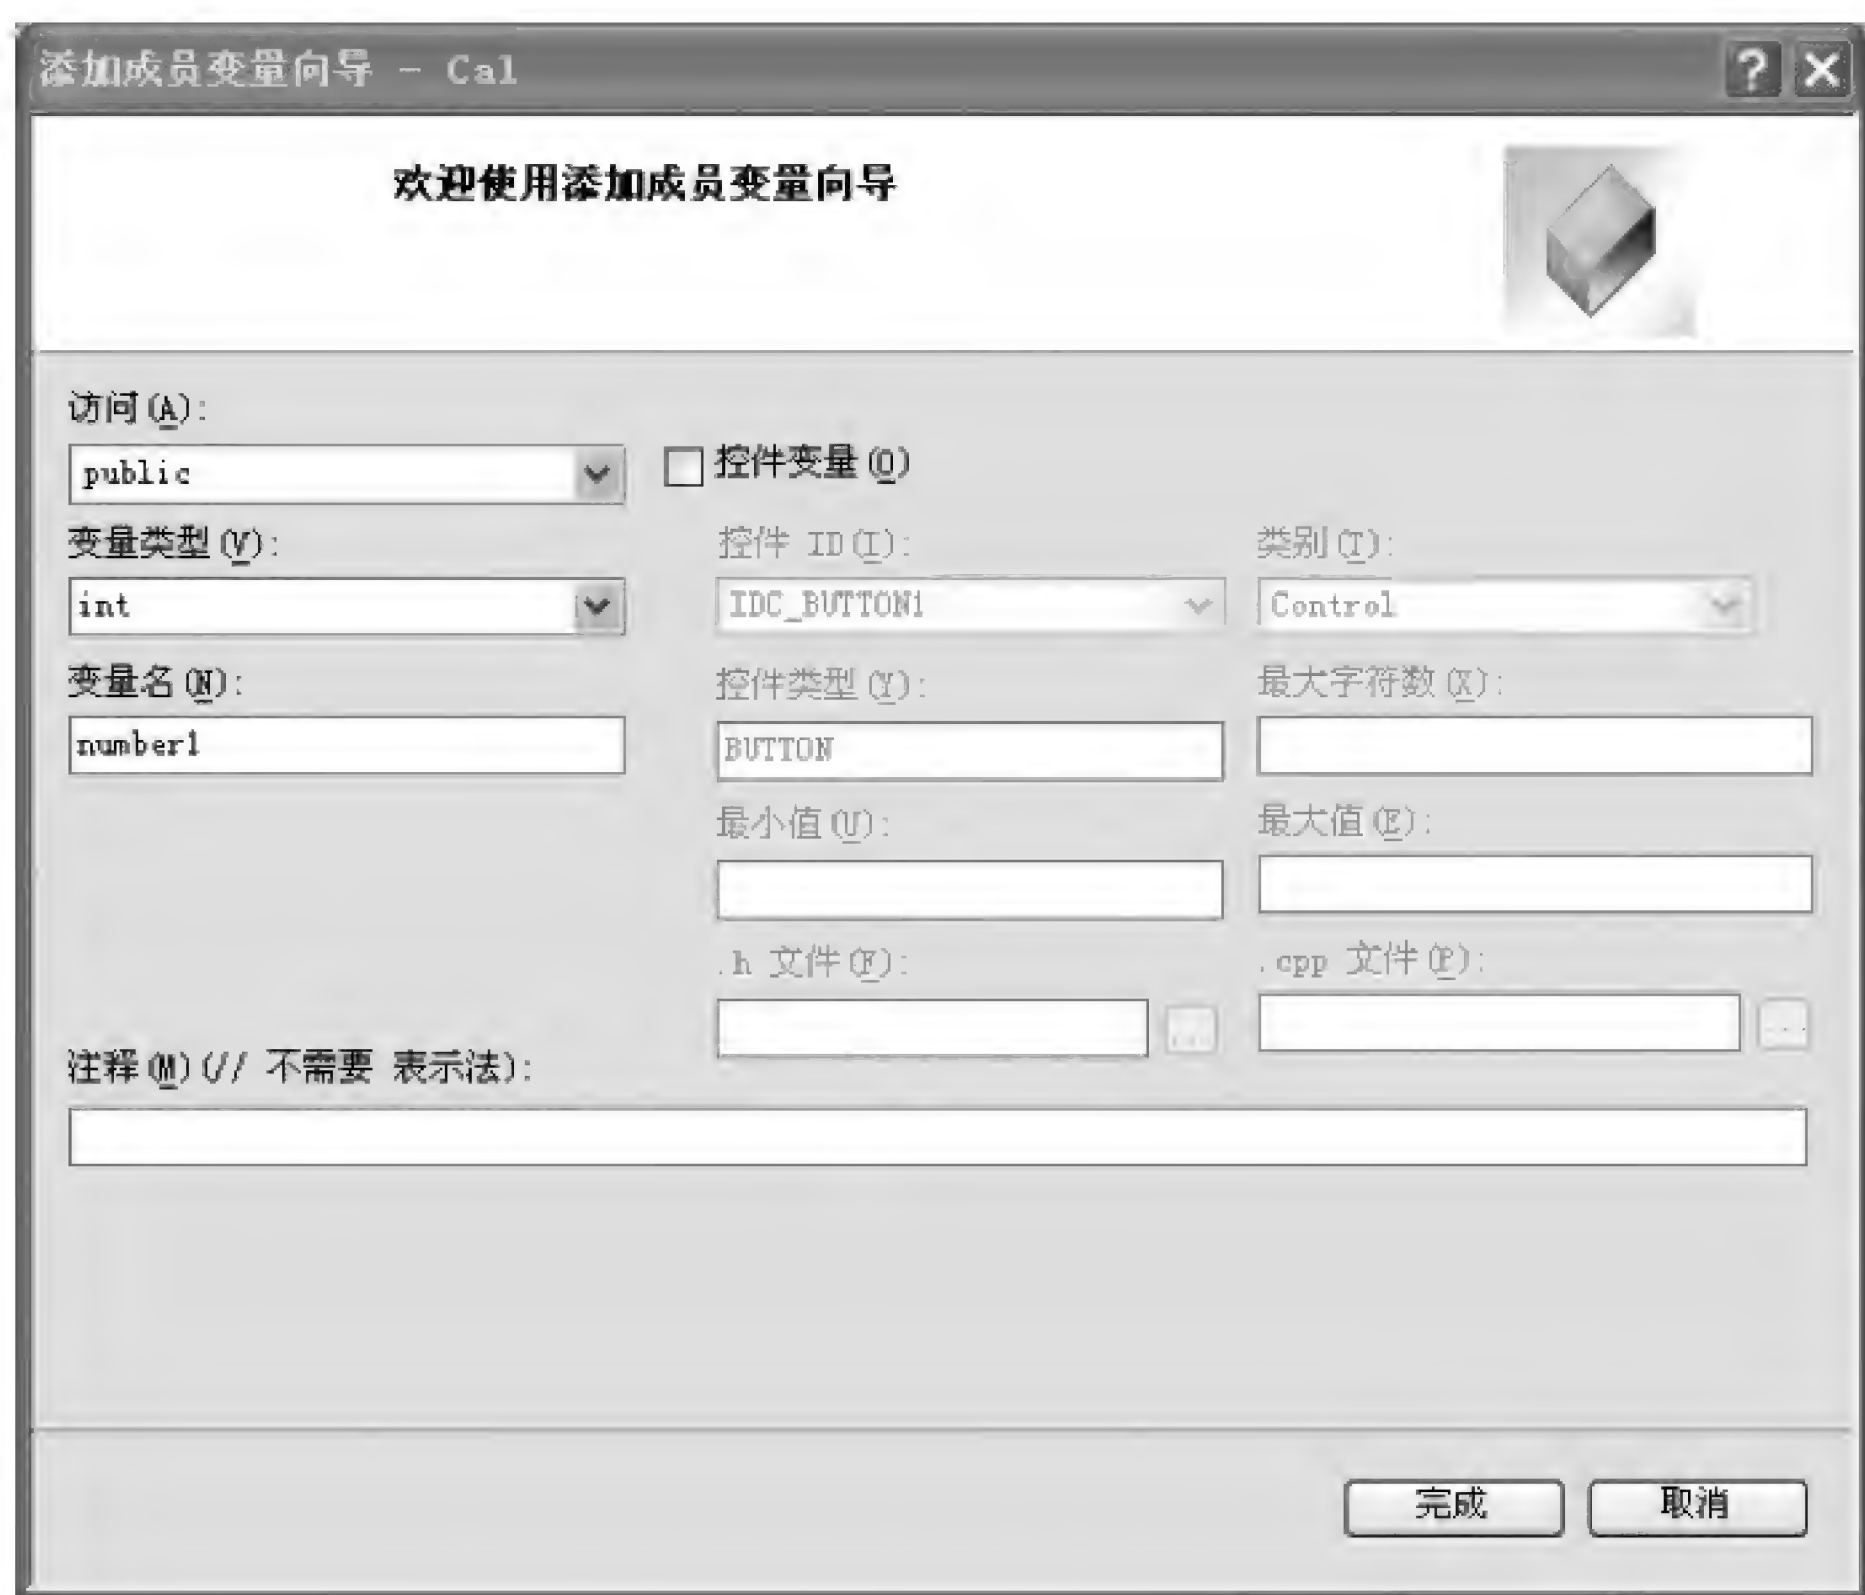 添加成员变量向导 - Cal
欢迎使用添加成员变量向导
访问(A):
public
控件变量(O)
变量类型(V):
控件 ID(I):
类别(T):
int
IDC_BUTTON1
Control
变量名(N):
控件类型(Y):
最大字符数(X):
number1
BUTTON
最小值(U):
最大值(E):
.h 文件(F):
.cpp 文件(P):
...
...
注释(M)(// 不需要 表示法):
完成
取消